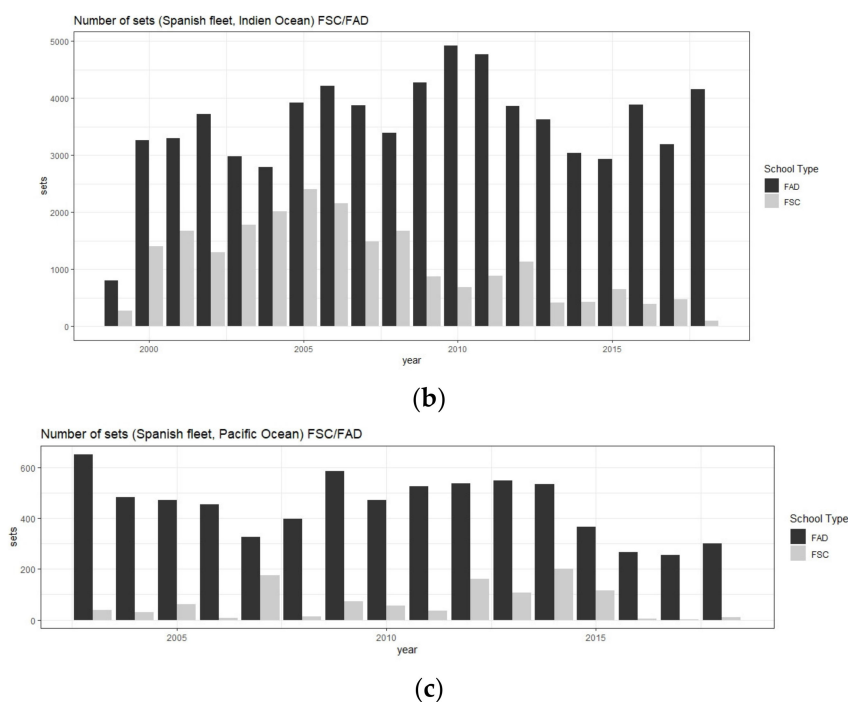 Number of sets (Spanish fleet, Indien Ocean) FSC/FAD
5000
4000
3000
2000
1000
0
sets
2000 2005 2010 2015
year
School Type
FAD
FSC
(b)
Number of sets (Spanish fleet, Pacific Ocean) FSC/FAD
600
400
200
0
sets
2005 2010 2015
year
School Type
FAD
FSC
(c)